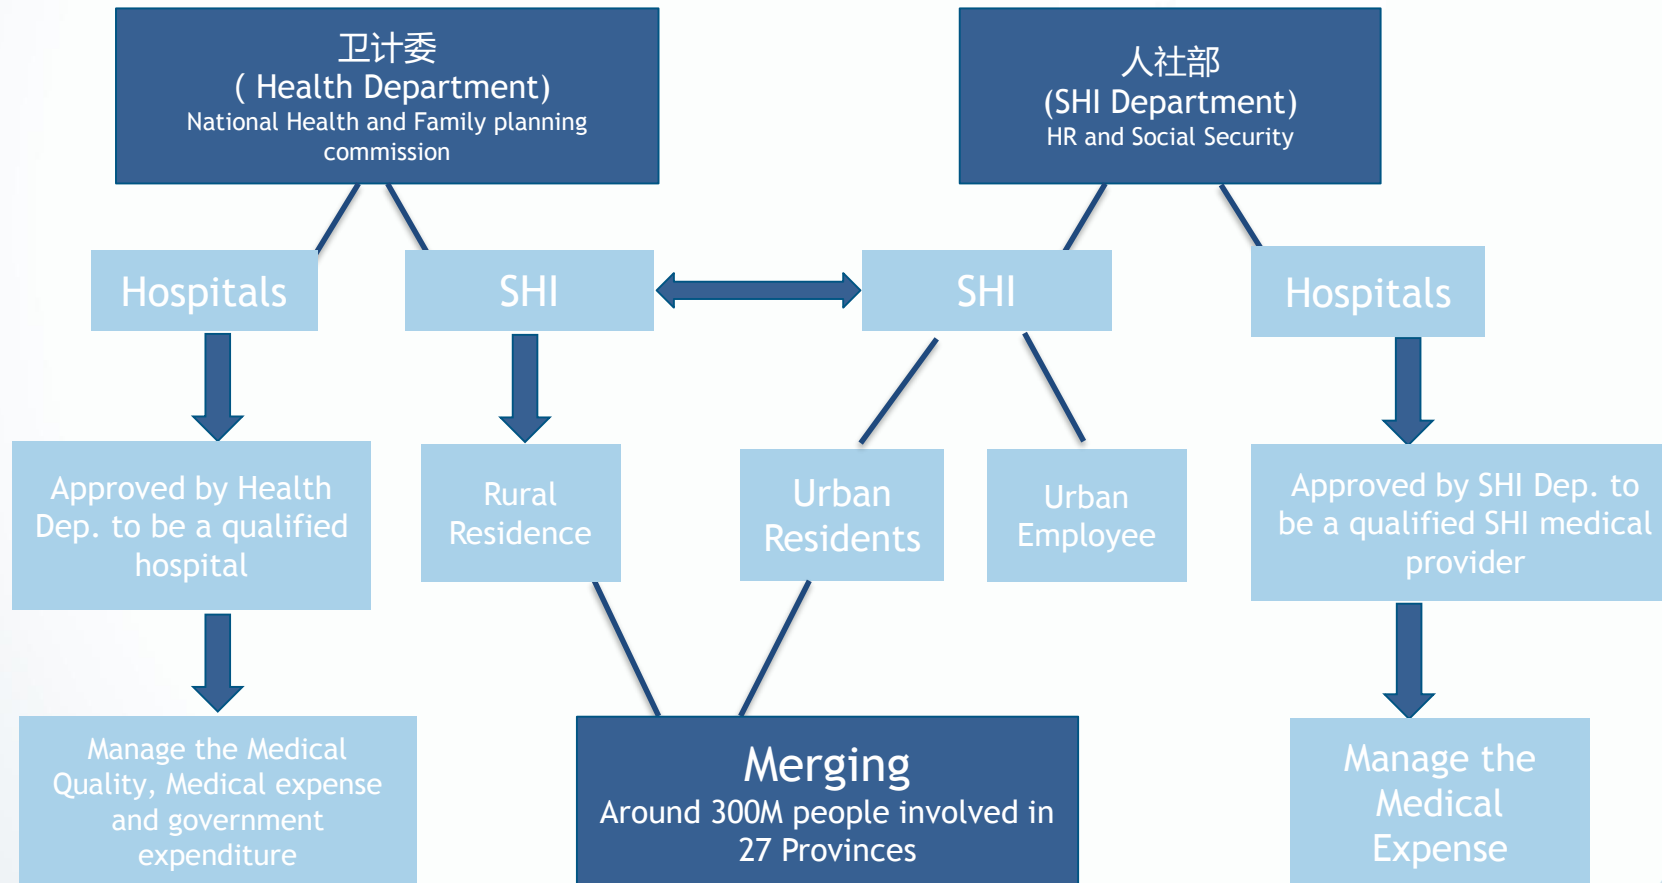 卫计委
( Health Department)
National Health and Family planning
commission
人社部
(SHI Department)
HR and Social Security
Hospitals
SHI
SHI
Hospitals
Approved by Health
Dep. to be a qualified
hospital
Rural
Residence
Urban
Residents
Urban
Employee
Approved by SHI Dep. to
be a qualified SHI medical
provider
Manage the Medical
Quality, Medical expense
and government
expenditure
Merging
Around 300M people involved in
27 Provinces
Manage the
Medical
Expense